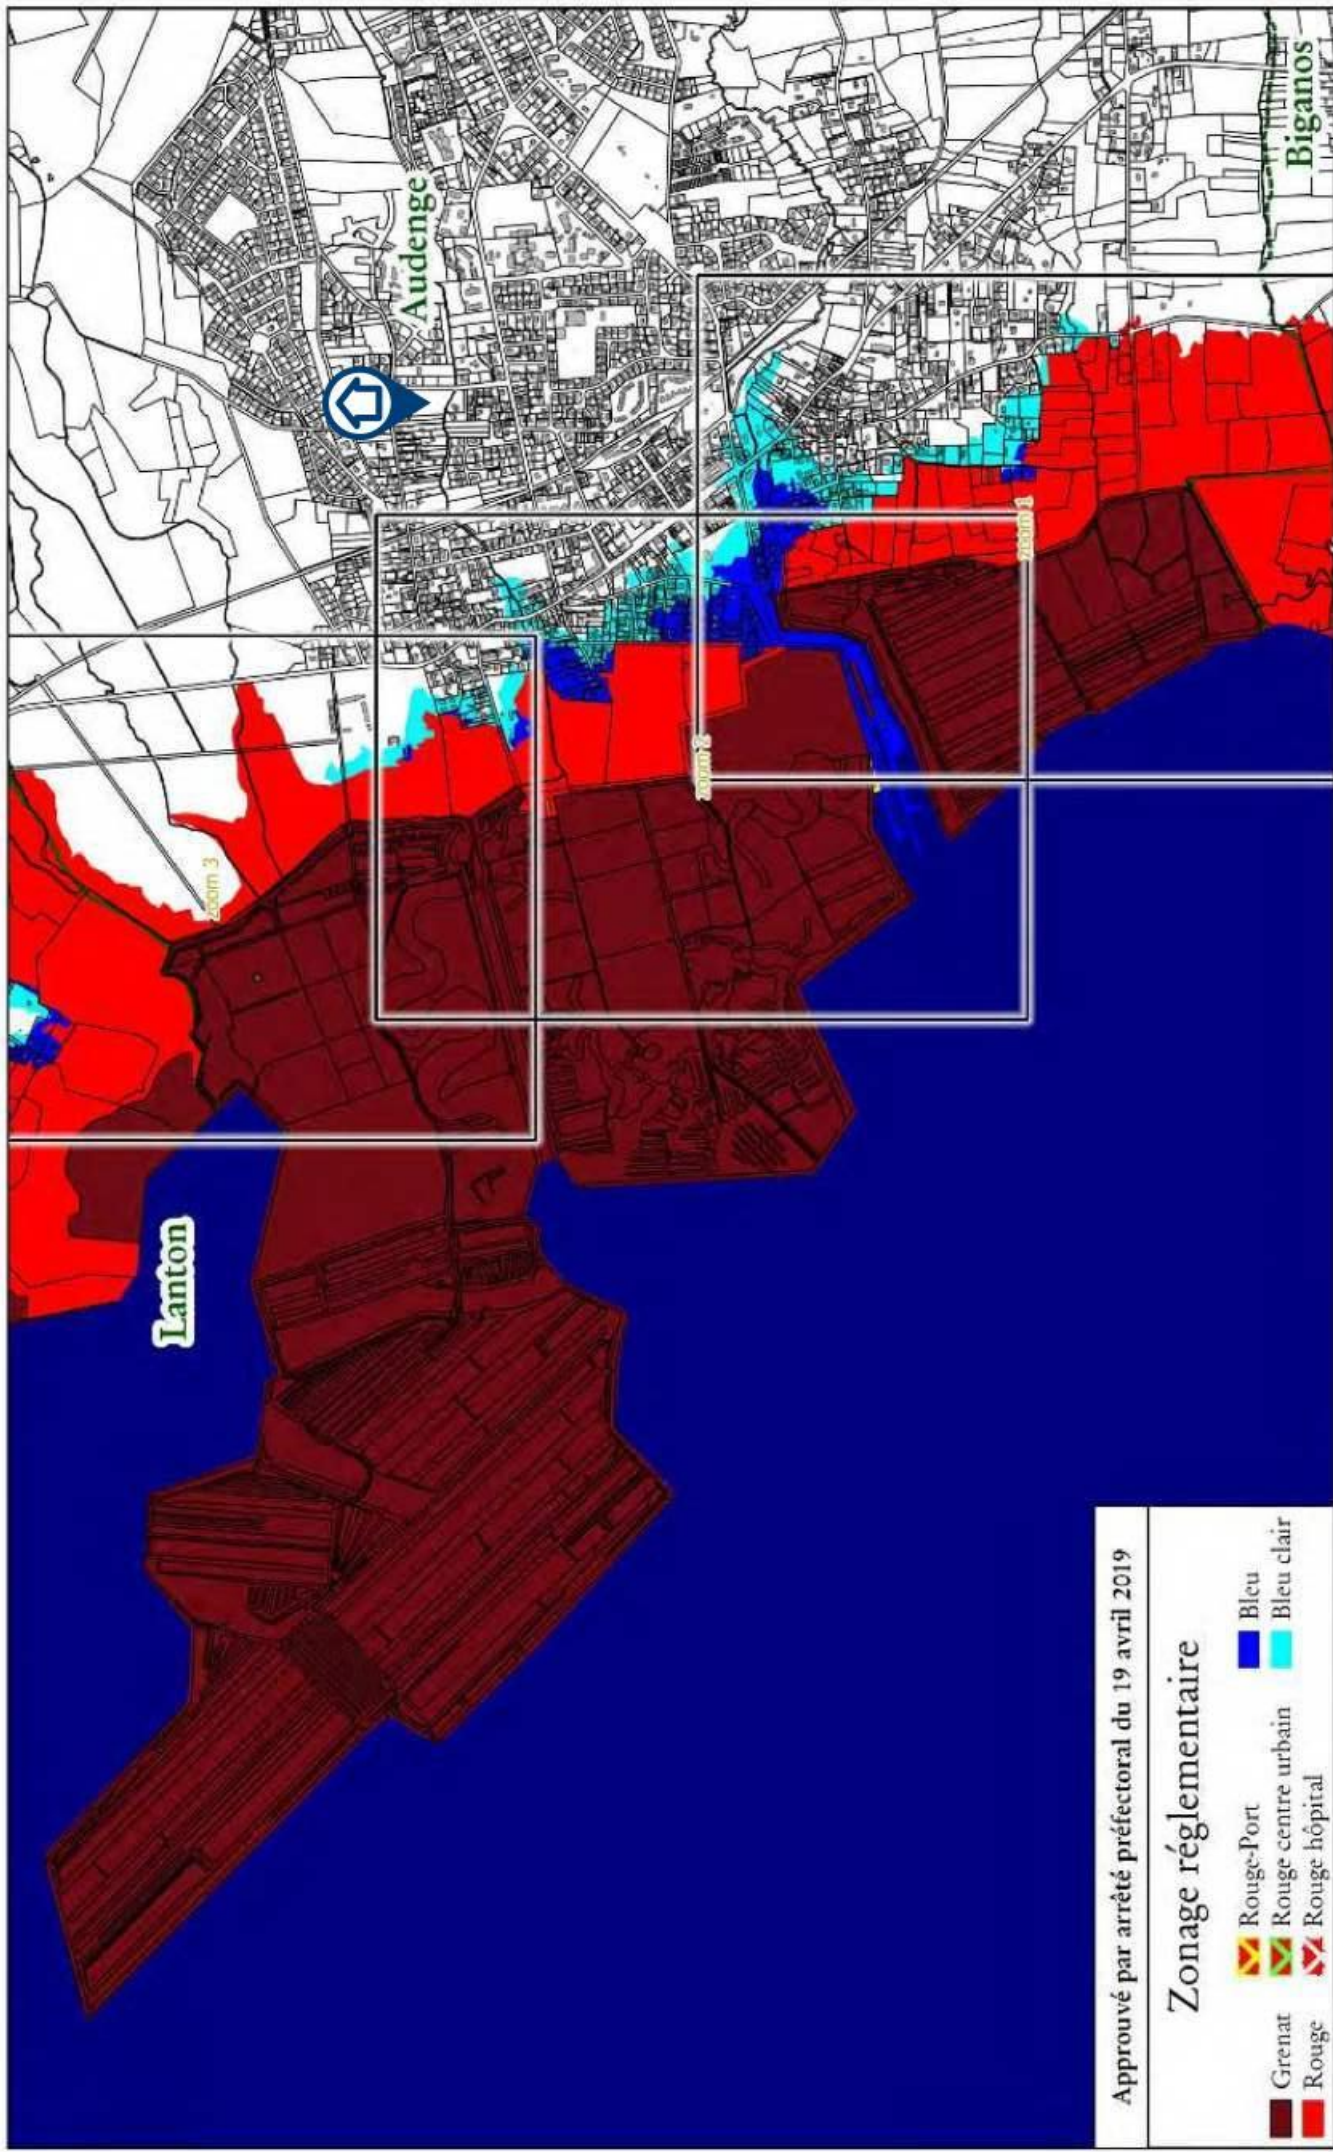 Audenge
Biganos
zoom 1
zoom 2
zoom 3
Lanton
Approuvé par arrêté préfectoral du 19 avril 2019
Zonage réglementaire
Grenat
Rouge
Rouge-Port
Rouge centre urbain
Rouge hôpital
Bleu
Bleu clair